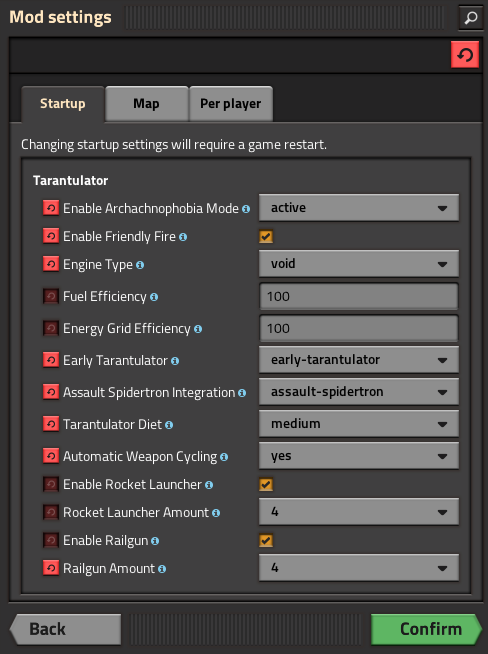 Mod settings
Startup Map Per player
Changing startup settings will require a game restart.
Tarantulator
Enable Archachnophobia Mode active
Enable Friendly Fire
Engine Type void
Fuel Efficiency 100
Energy Grid Efficiency 100
Early Tarantulator early-tarantulator
Assault Spidertron Integration assault-spidertron
Tarantulator Diet medium
Automatic Weapon Cycling yes
Enable Rocket Launcher
Rocket Launcher Amount 4
Enable Railgun
Railgun Amount 4
Back Confirm